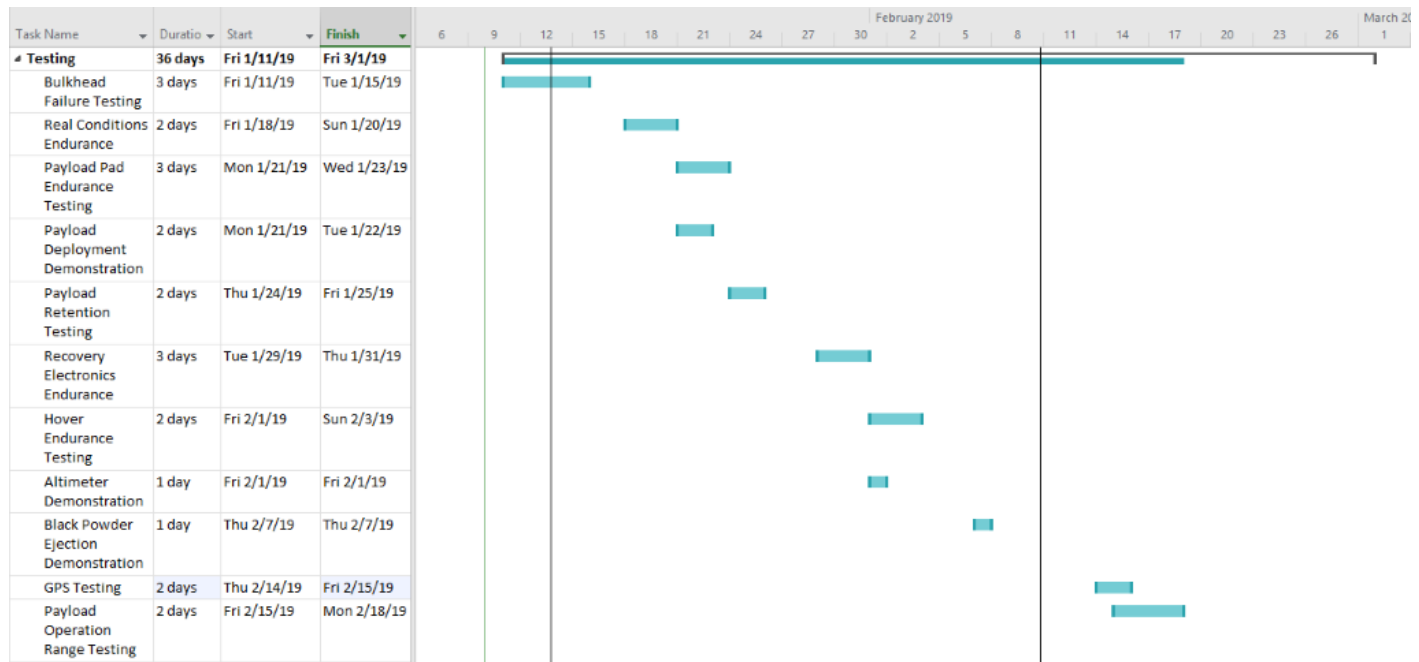 February 2019 March 20
Task Name Duratio Start Finish 6 9 12 15 18 21 24 27 30 2 5 8 11 14 17 20 23 26 1
Testing 36 days Fri 1/11/19 Fri 3/1/19
Bulkhead 3 days Fri 1/11/19 Tue 1/15/19
Failure Testing
Real Conditions 2 days Fri 1/18/19 Sun 1/20/19
Endurance
Payload Pad 3 days Mon 1/21/19 Wed 1/23/19
Endurance
Testing
Payload 2 days Mon 1/21/19 Tue 1/22/19
Deployment
Demonstration
Payload 2 days Thu 1/24/19 Fri 1/25/19
Retention
Testing
Recovery 3 days Tue 1/29/19 Thu 1/31/19
Electronics
Endurance
Hover 2 days Fri 2/1/19 Sun 2/3/19
Endurance
Testing
Altimeter 1 day Fri 2/1/19 Fri 2/1/19
Demonstration
Black Powder 1 day Thu 2/7/19 Thu 2/7/19
Ejection
Demonstration
GPS Testing 2 days Thu 2/14/19 Fri 2/15/19
Payload 2 days Fri 2/15/19 Mon 2/18/19
Operation
Range Testing